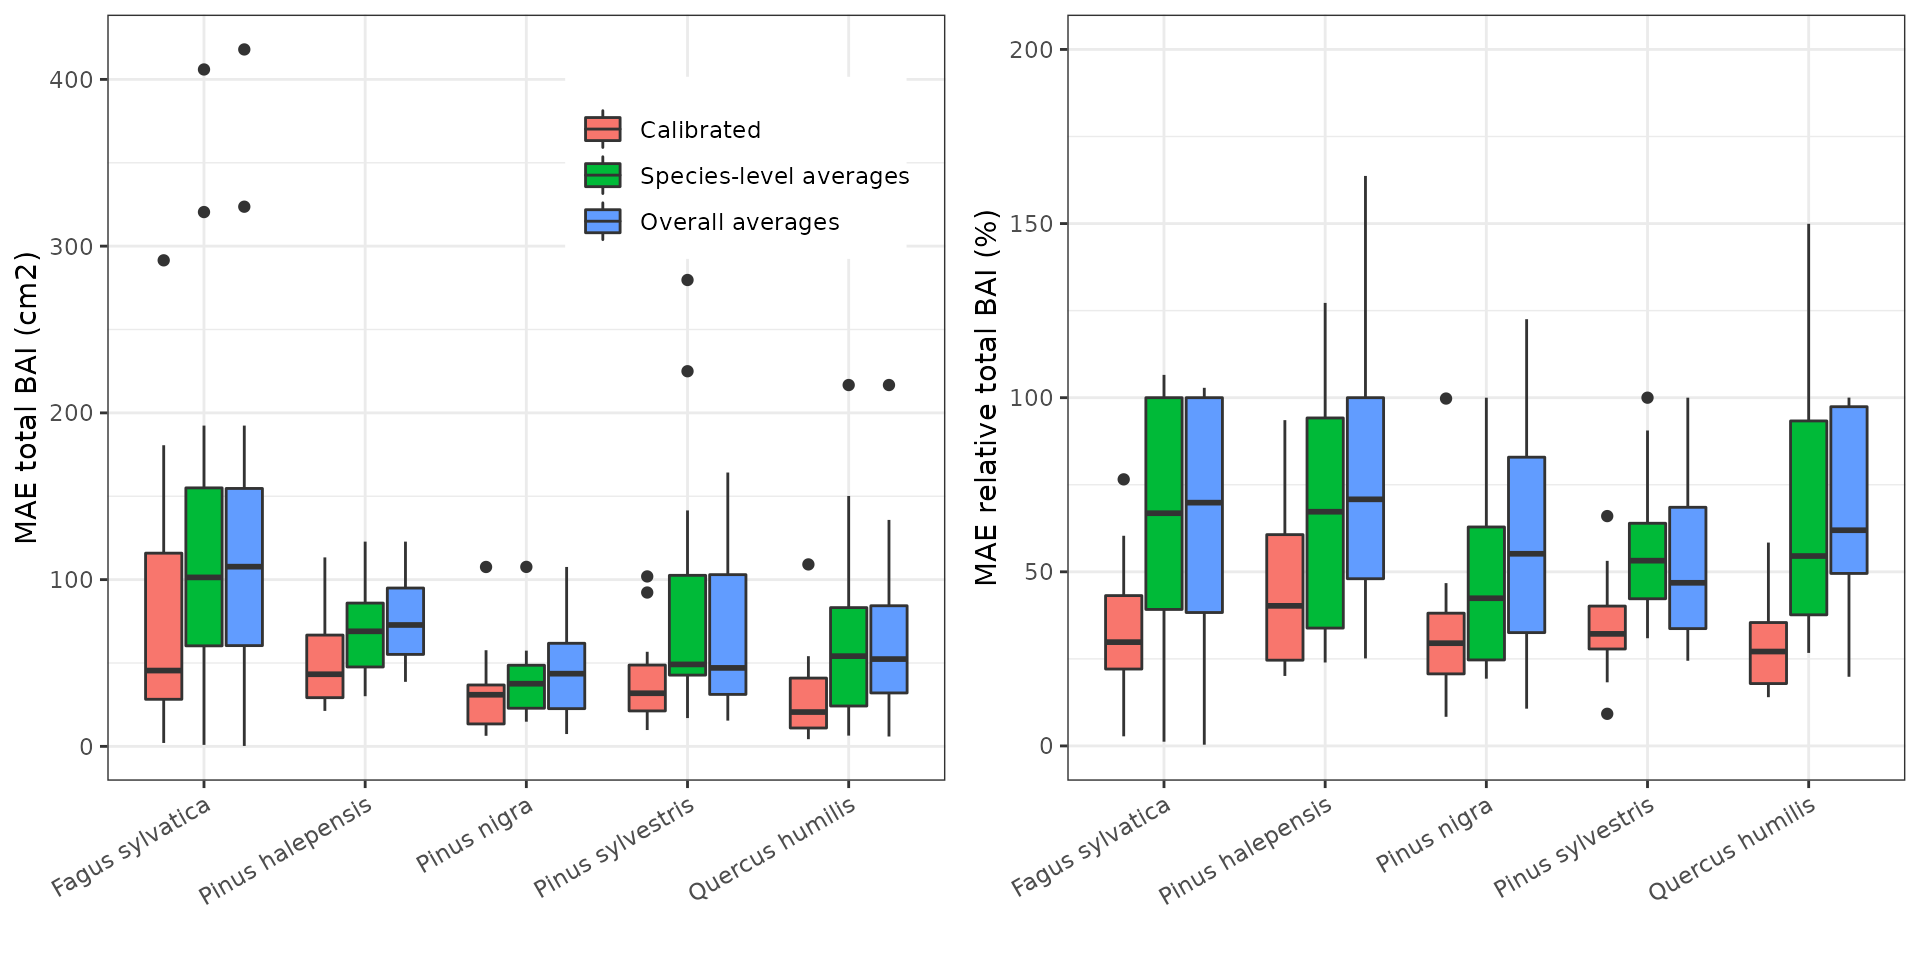 MAE total BAI (cm2)
400
300
200
100
0
Calibrated
Species-level averages
Overall averages
Fagus sylvatica
Pinus halepensis
Pinus nigra
Pinus sylvestris
Quercus humilis
MAE relative total BAI (%)
200
150
100
50
0
Fagus sylvatica
Pinus halepensis
Pinus nigra
Pinus sylvestris
Quercus humilis